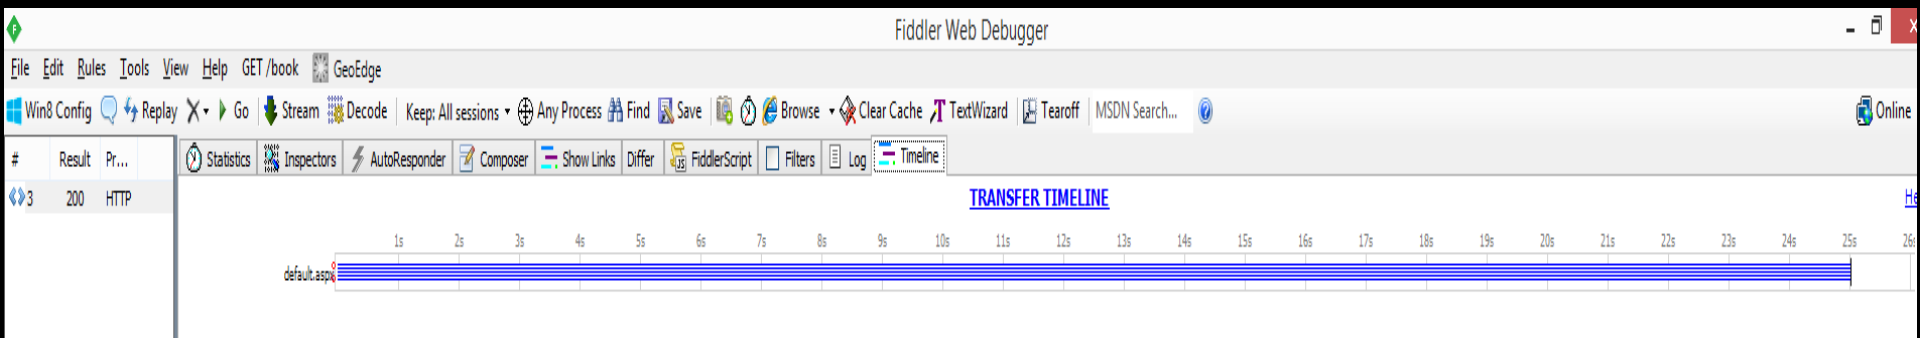 Fiddler Web Debugger
File Edit Rules Tools View Help GET /book GeoEdge
Win8 Config Replay Go Stream Decode Keep: All sessions Any Process Find Save Browse Clear Cache TextWizard Tearoff MSDN Search... Online
# Result Pr... Statistics Inspectors AutoResponder Composer Show Links Differ FiddlerScript Filters Log Timeline
3 200 HTTP TRANSFER TIMELINE He
1s 2s 3s 4s 5s 6s 7s 8s 9s 10s 11s 12s 13s 14s 15s 16s 17s 18s 19s 20s 21s 22s 23s 24s 25s 26s
default.aspx